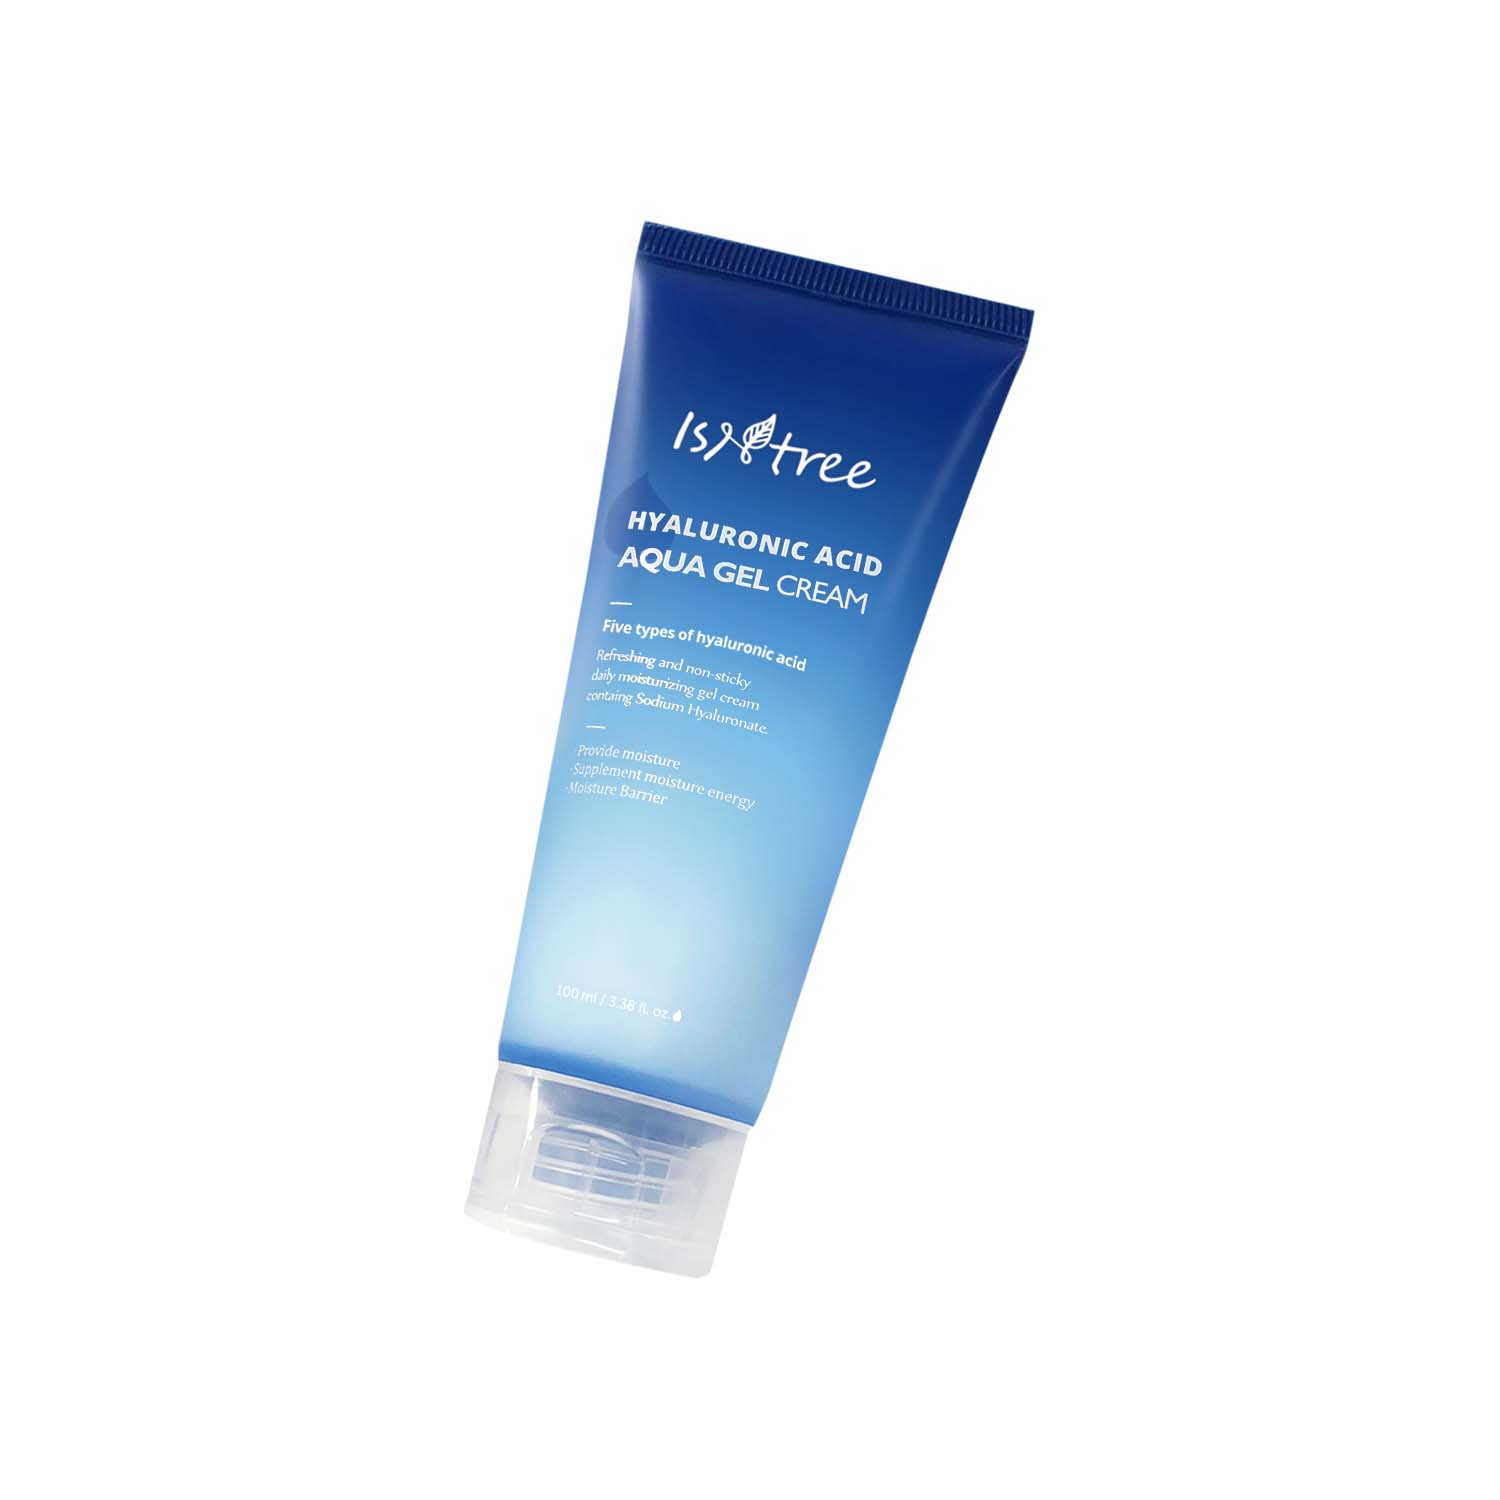 Isntree
HYALURONIC ACID
AQUA GEL CREAM
Five types of hyaluronic acid
Refreshing and non-sticky
daily moisturizing gel cream
containg Sodium Hyaluronate.
·Provide moisture
·Supplement moisture energy
·Moisture Barrier
100 ml / 3.38 fl. oz.